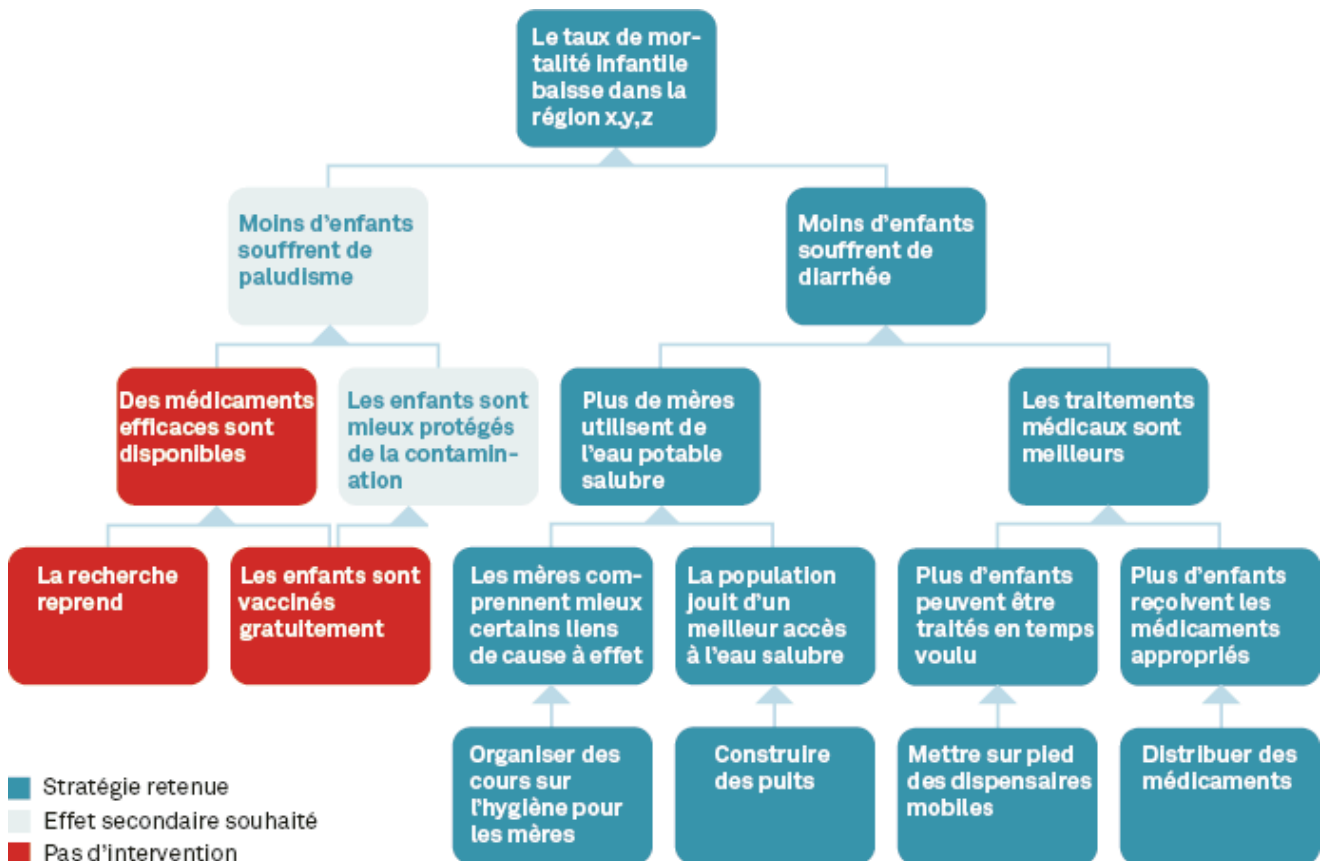 Le taux de mor-
talité infantile
baisse dans la
région x,y,z
Moins d'enfants
souffrent de
paludisme
Moins d'enfants
souffrent de
diarrhée
Des médicaments
efficaces sont
disponibles
Les enfants sont
mieux protégés
de la contamin-
ation
Plus de mères
utilisent de
l'eau potable
salubre
Les traitements
médicaux sont
meilleurs
La recherche
reprend
Les enfants sont
vaccinés
gratuitement
Les mères com-
prennent mieux
certains liens
de cause à effet
La population
jouit d'un
meilleur accès
à l'eau salubre
Plus d'enfants
peuvent être
traités en temps
voulu
Plus d'enfants
reçoivent les
médicaments
appropriés
Organiser des
cours sur
l'hygiène pour
les mères
Construire
des puits
Mettre sur pied
des dispensaires
mobiles
Distribuer des
médicaments
Stratégie retenue
Effet secondaire souhaité
Pas d'intervention